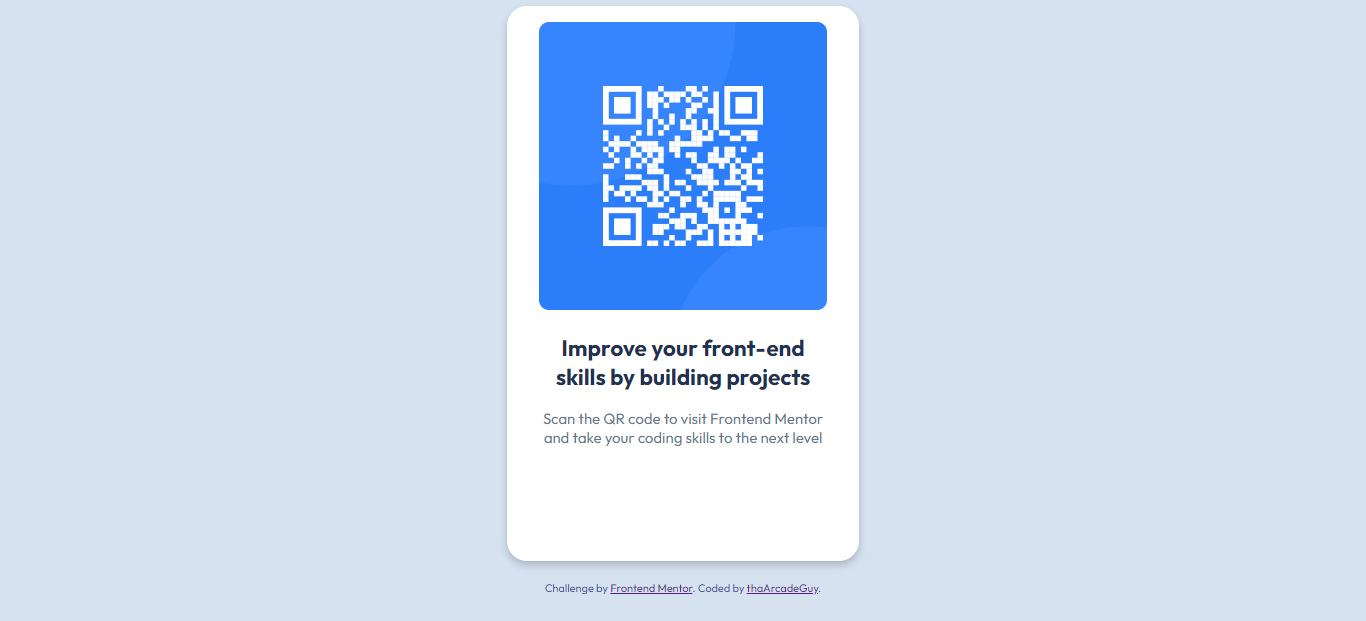 Improve your front-end
skills by building projects
Scan the QR code to visit Frontend Mentor
and take your coding skills to the next level
Challenge by Frontend Mentor. Coded by thaArcadeGuy.